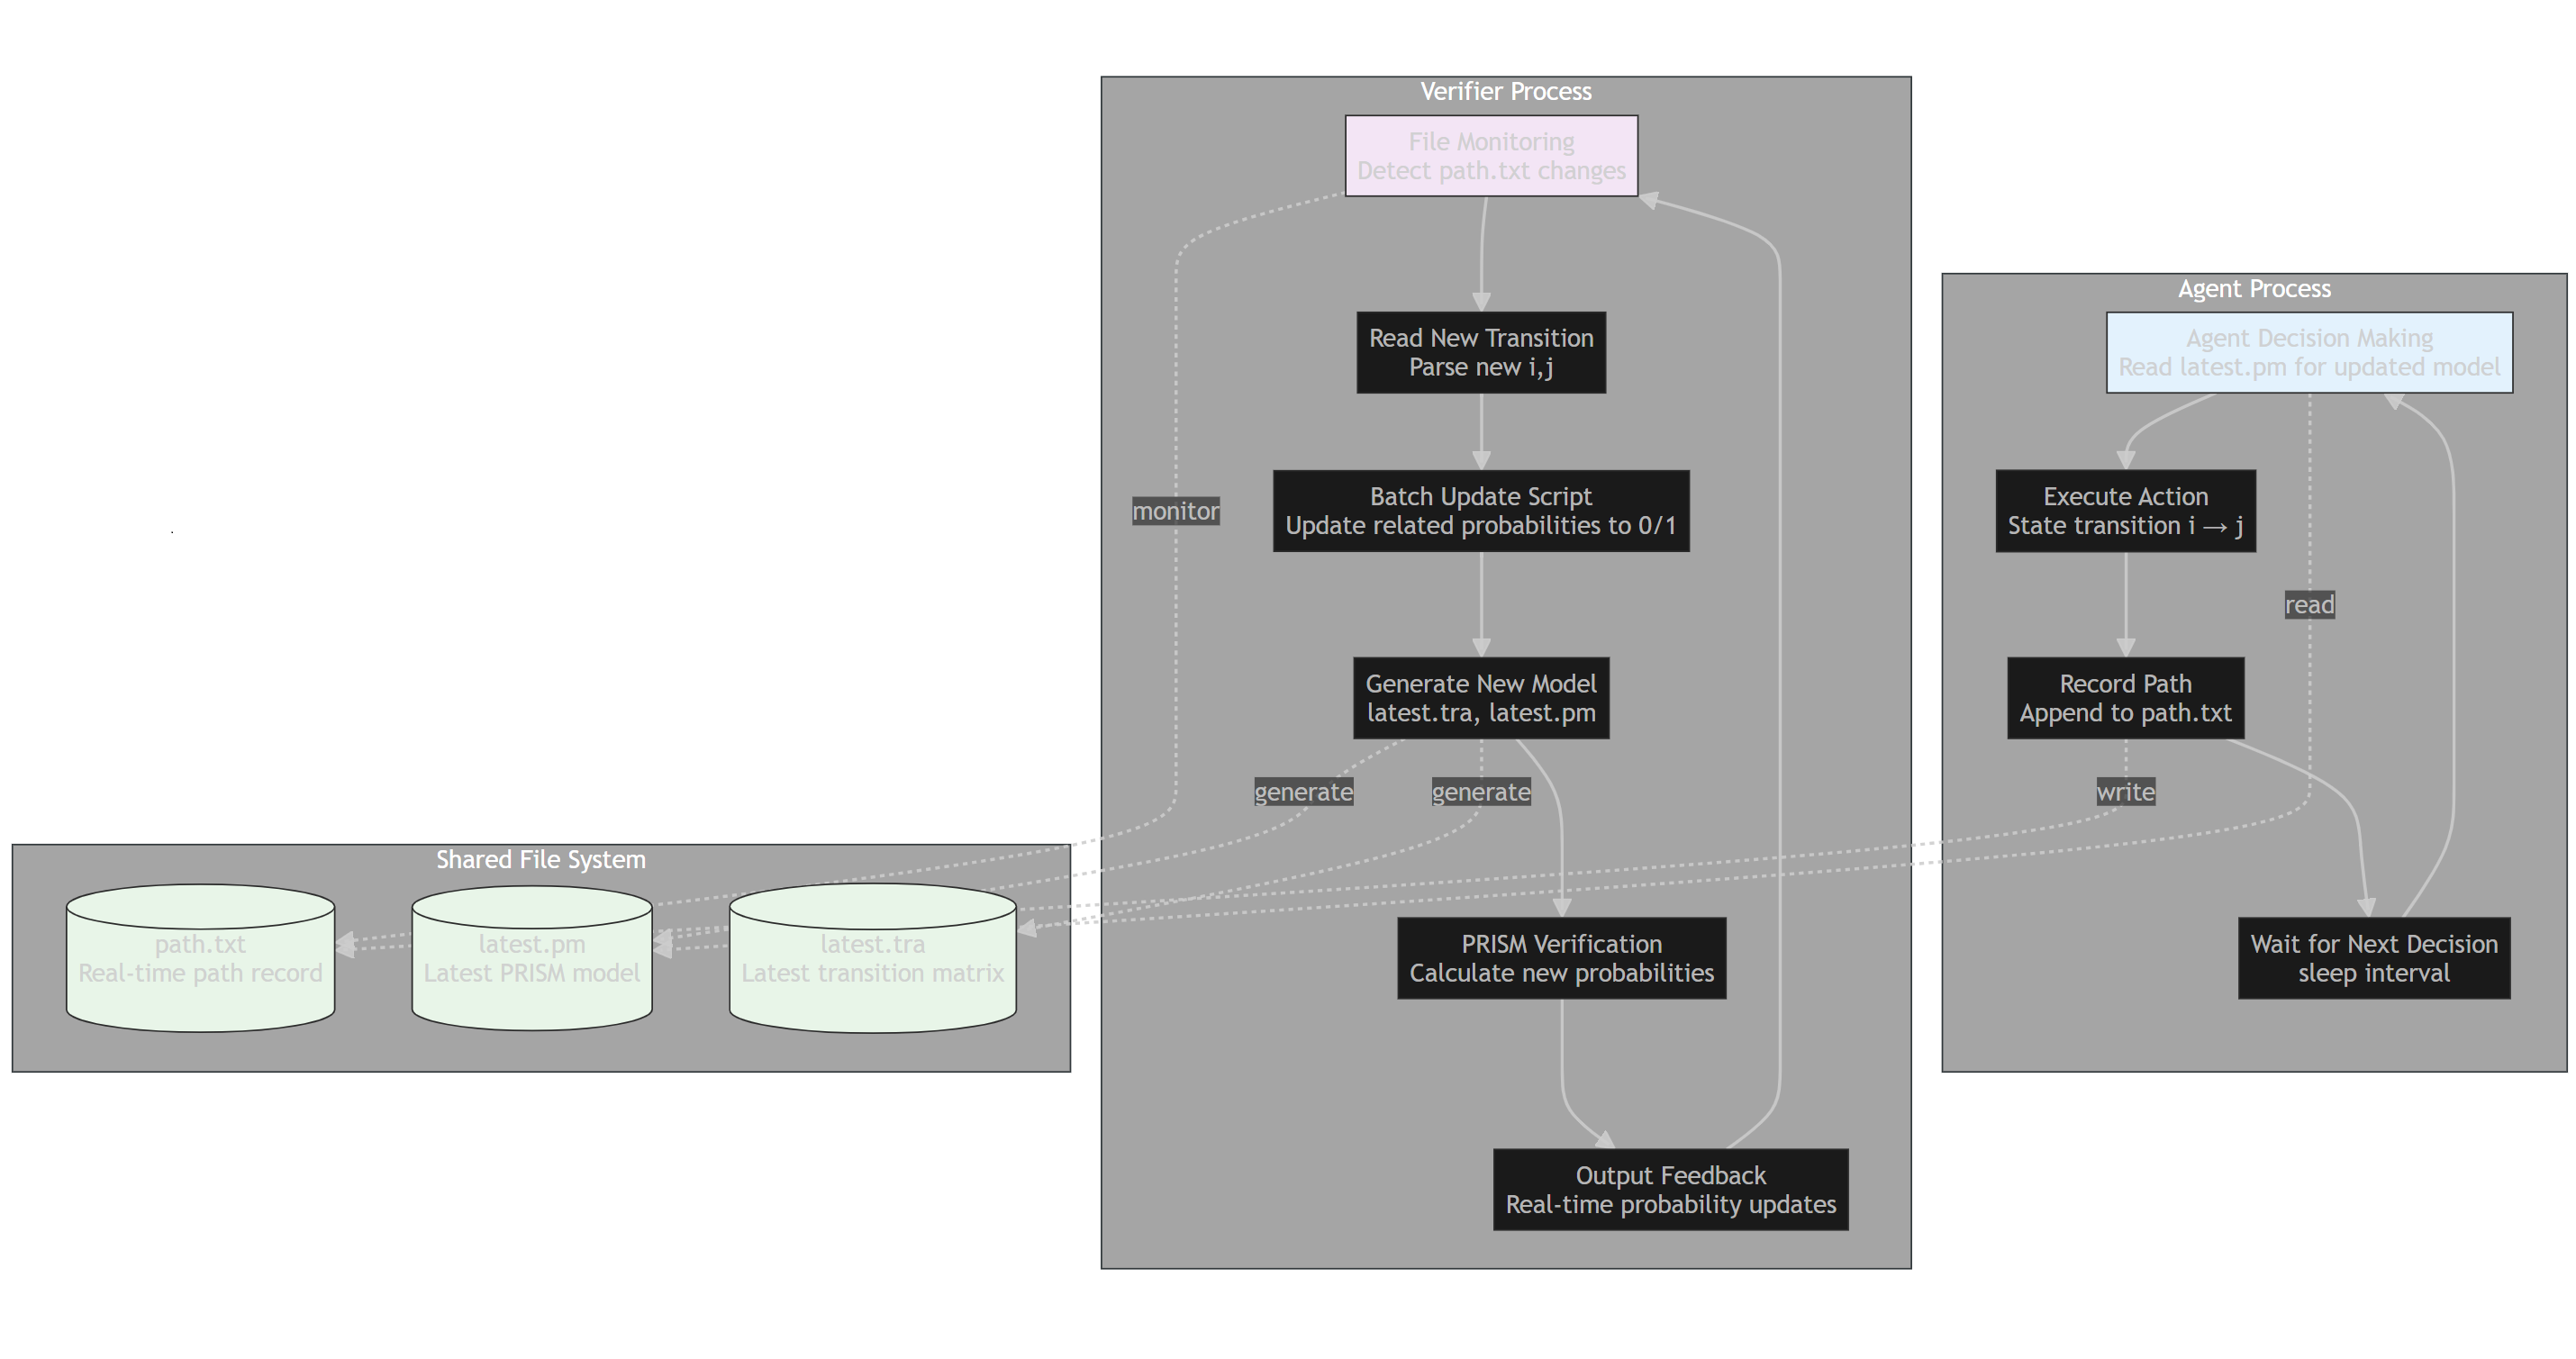 Verifier Process
File Monitoring
Detect path.txt changes
Read New Transition
Parse new i,j
Batch Update Script
Update related probabilities to 0/1
monitor
Generate New Model
latest.tra, latest.pm
generate
generate
PRISM Verification
Calculate new probabilities
Output Feedback
Real-time probability updates
Agent Process
Agent Decision Making
Read latest.pm for updated model
Execute Action
State transition i → j
read
Record Path
Append to path.txt
write
Wait for Next Decision
sleep interval
Shared File System
path.txt
Real-time path record
latest.pm
Latest PRISM model
latest.tra
Latest transition matrix